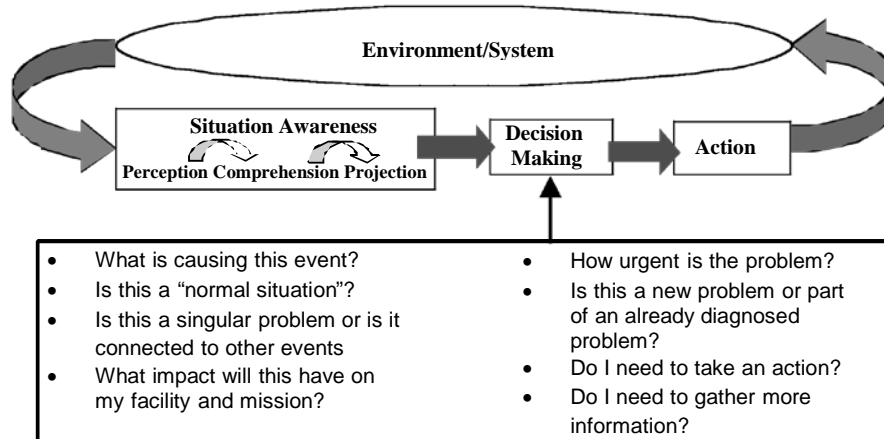 Environment/System
Situation Awareness
Perception Comprehension Projection
Decision
Making
Action
• What is causing this event?
• Is this a “normal situation”?
• Is this a singular problem or is it
connected to other events
• What impact will this have on
my facility and mission?
• How urgent is the problem?
• Is this a new problem or part
of an already diagnosed
problem?
• Do I need to take an action?
• Do I need to gather more
information?